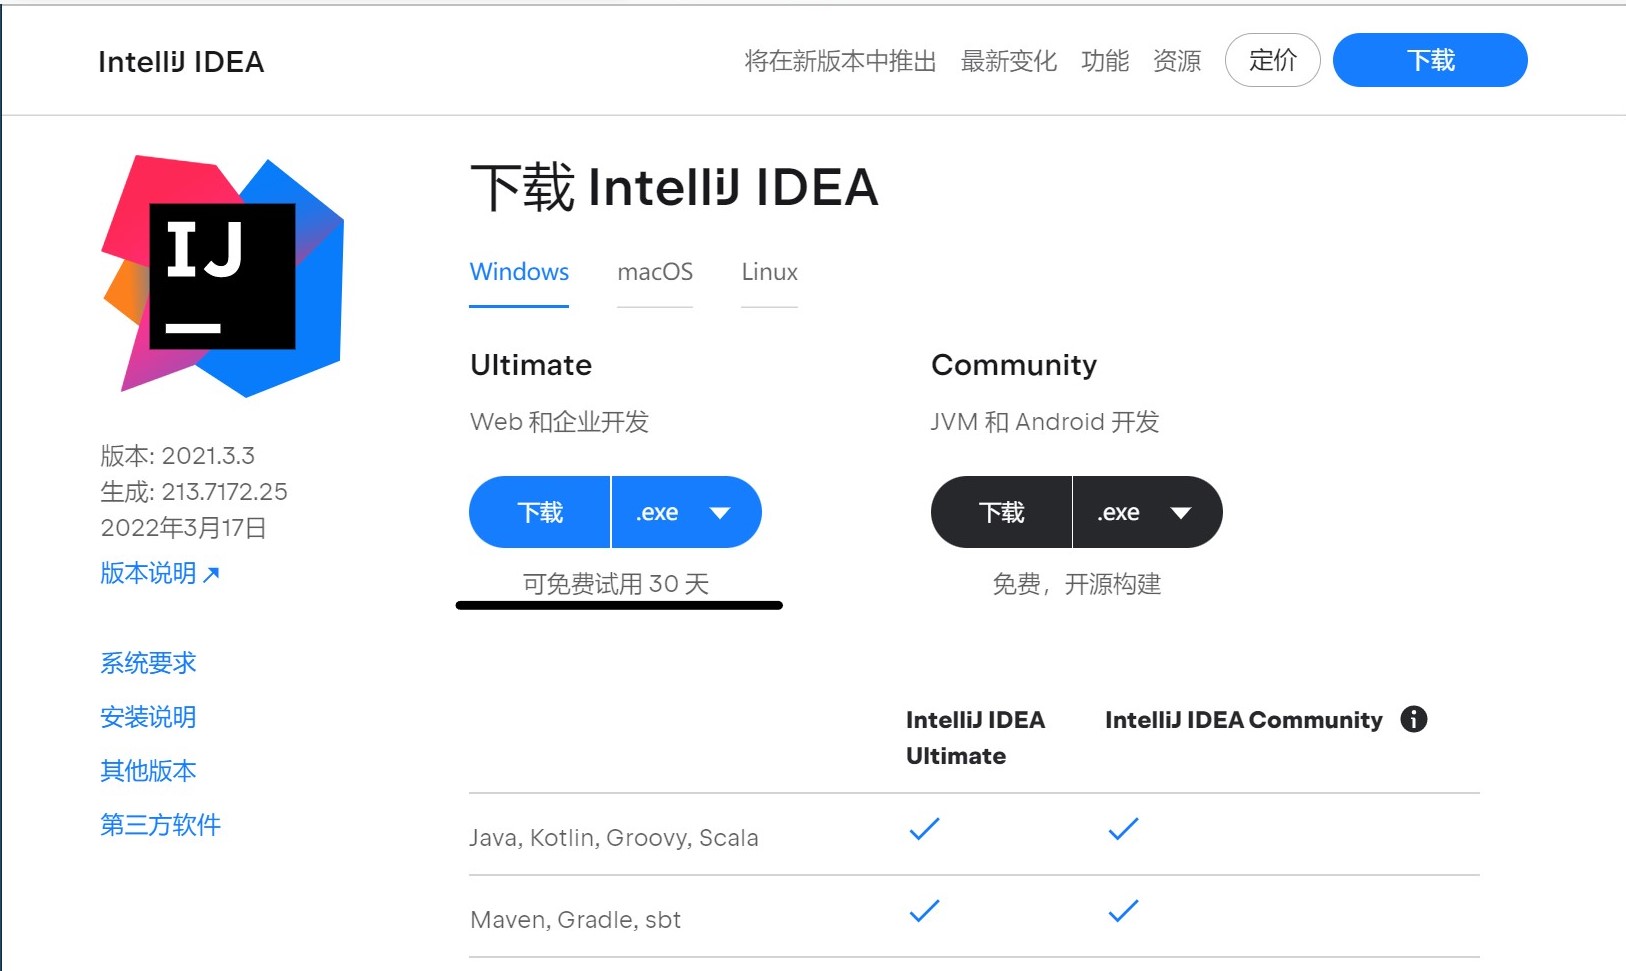 IntelliJ IDEA
将在新版本中推出 最新变化 功能 资源 定价 下载
IJ
下载 IntelliJ IDEA
Windows macOS Linux
Ultimate
Web 和企业开发
下载 .exe
可免费试用 30 天
Community
JVM 和 Android 开发
下载 .exe
免费，开源构建
版本: 2021.3.3
生成: 213.7172.25
2022年3月17日
版本说明
系统要求
安装说明
其他版本
第三方软件
IntelliJ IDEA
Ultimate
IntelliJ IDEA Community
Java, Kotlin, Groovy, Scala
Maven, Gradle, sbt